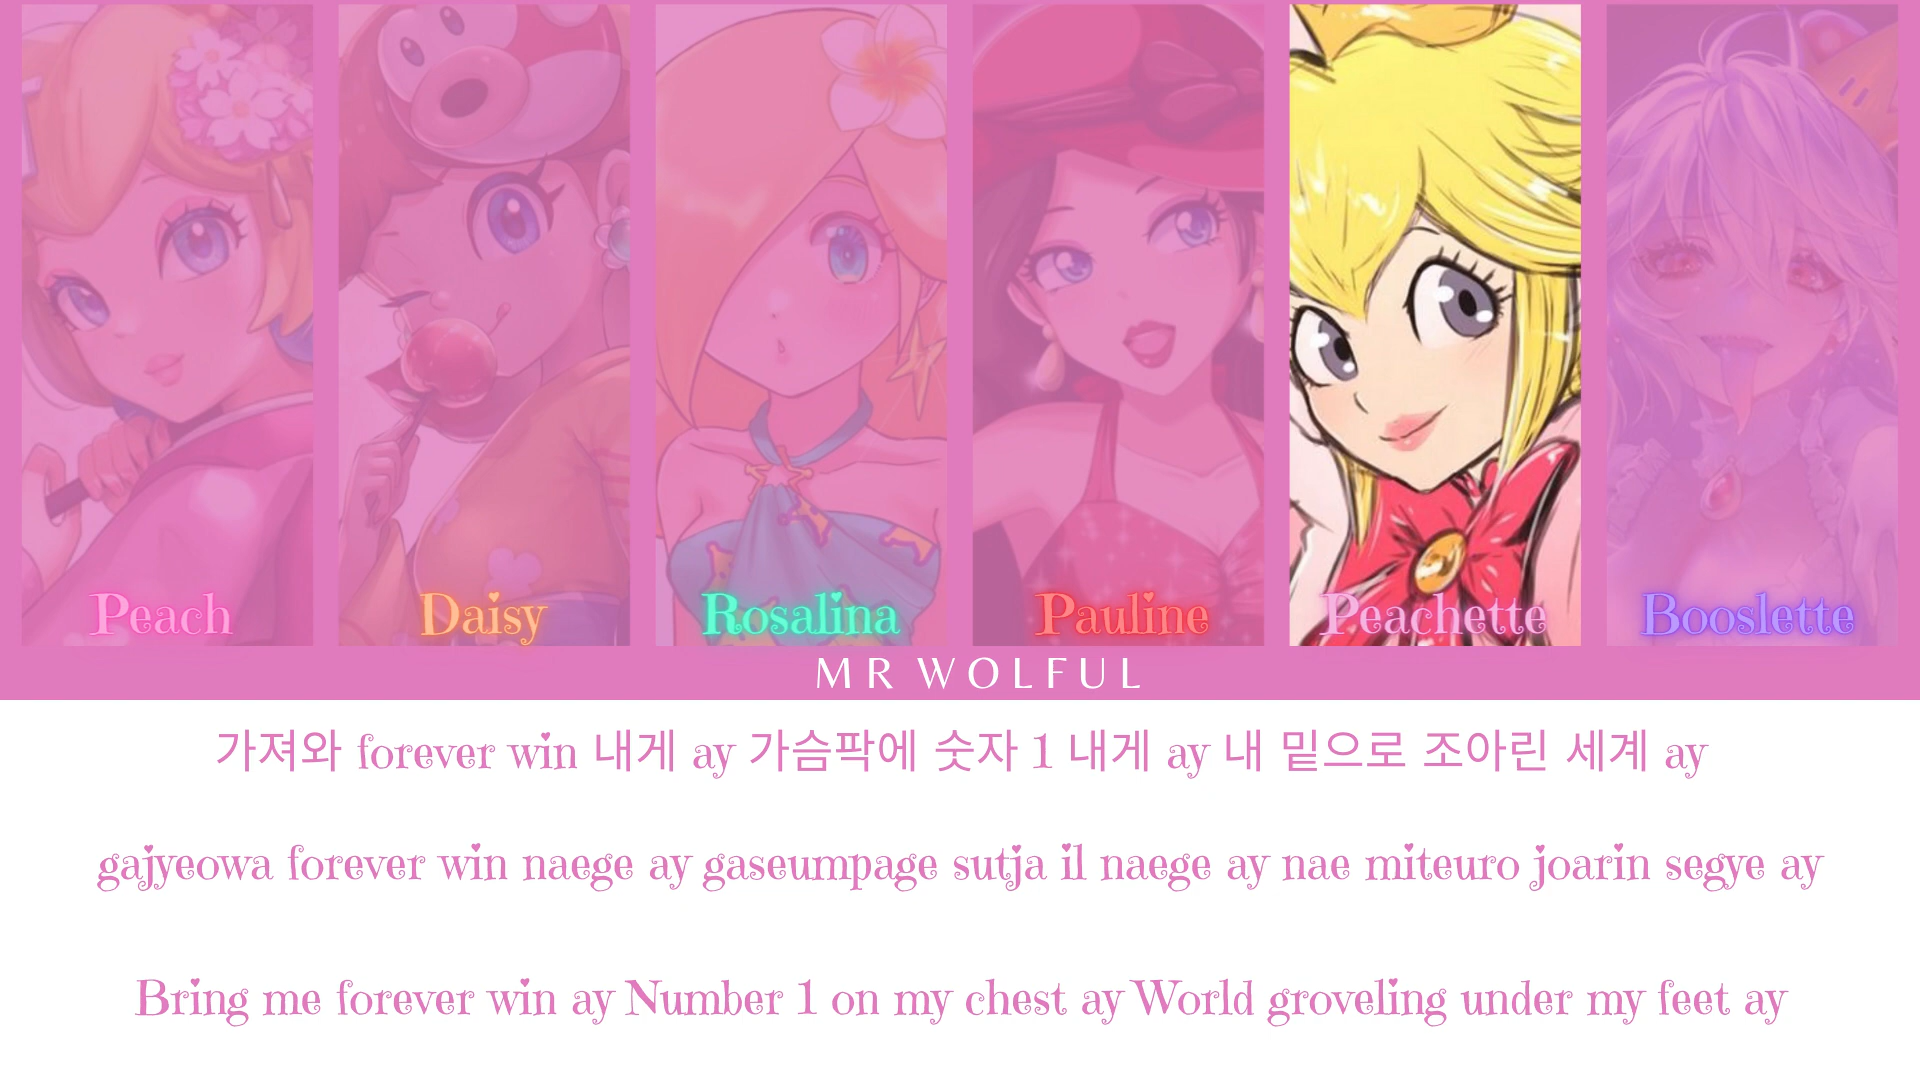 Peach
Daisy
Rosalina
Pauline
Peachette
Booslette
MR WOLFUL
가져와 forever win 내게 ay 가슴팍에 숫자 1 내게 ay 내 밑으로 조아린 세계 ay
gajyeowa forever win naege ay gaseumpage sutja il naege ay nae miteuro joarin segye ay
Bring me forever win ay Number 1 on my chest ay World groveling under my feet ay